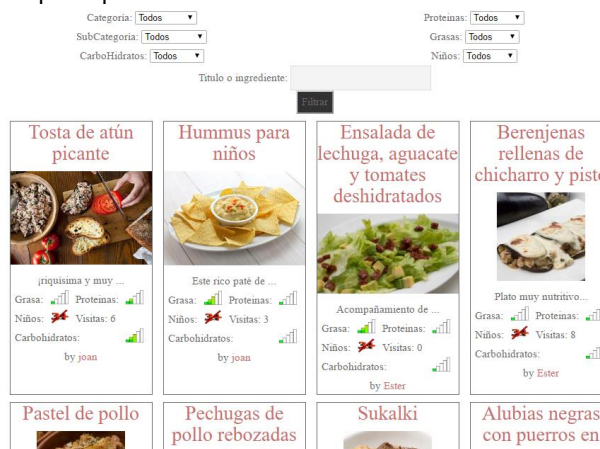 Categoria: Todos Proteinas: Todos
SubCategoria: Todos Grasas: Todos
CarboHidratos: Todos Niños: Todos
Titulo o ingrediente:
Filtrar
Tosta de atún
picante
¡riquisima y muy ...
Grasa: Proteinas:
Niños: Visitas: 6
Carbohidratos:
by joan
Hummus para
niños
Este rico paté de ...
Grasa: Proteinas:
Niños: Visitas: 3
Carbohidratos:
by joan
Ensalada de
lechuga, aguacate
y tomates
deshidratados
Acompañamiento de ...
Grasa: Proteinas:
Niños: Visitas: 0
Carbohidratos:
by Ester
Berenjenas
rellenas de
chicharro y pisto
Plato muy nutritivo...
Grasa: Proteinas:
Niños: Visitas: 8
Carbohidratos:
by Ester
Pastel de pollo
Pechugas de
pollo rebozadas
Sukalki
Alubias negras
con puerros en